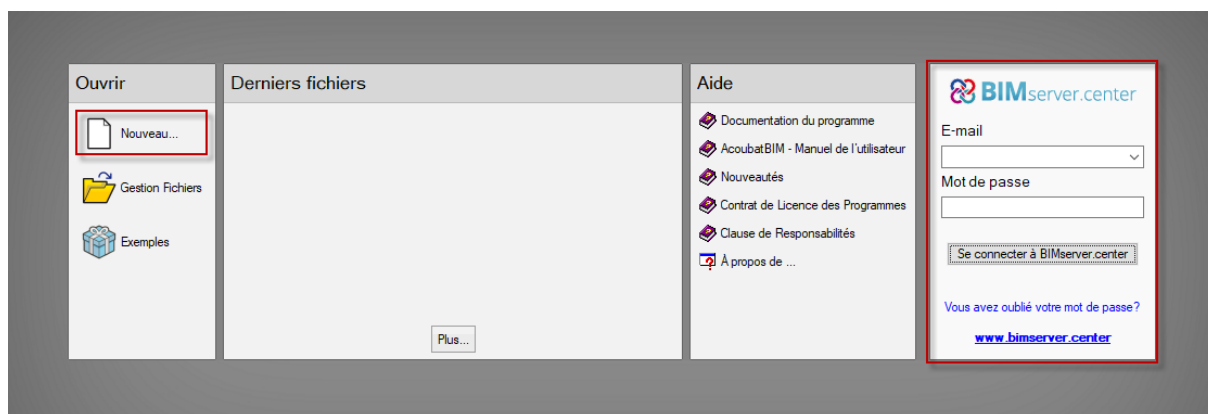 Ouvrir
Nouveau...
Gestion Fichiers
Exemples
Derniers fichiers
Plus...
Aide
Documentation du programme
AcoubatBIM - Manuel de l'utilisateur
Nouveautés
Contrat de Licence des Programmes
Clause de Responsabilités
À propos de ...
BIMserver.center
E-mail
Mot de passe
Se connecter à BIMserver.center
Vous avez oublié votre mot de passe?
www.bimserver.center